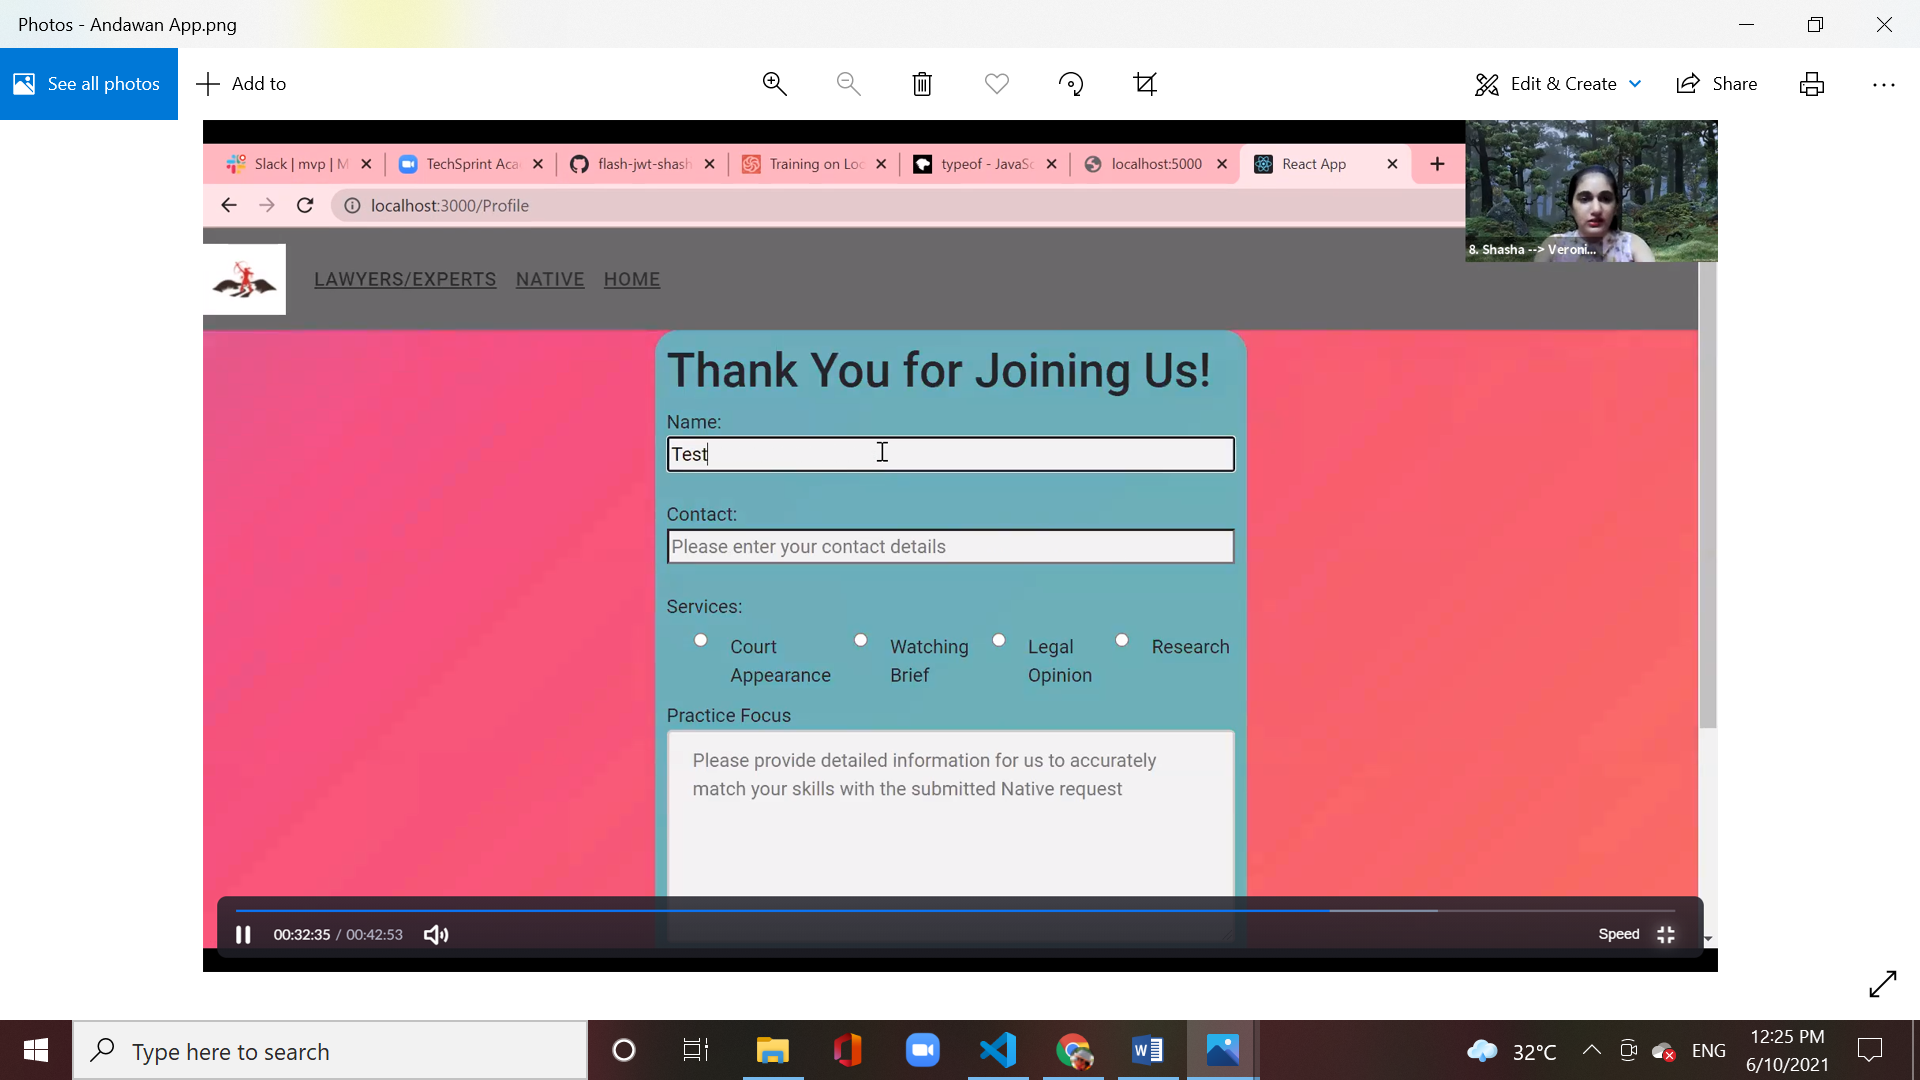 Photos - Andawan App.png
See all photos
Add to
Edit & Create
Share
Slack | mvp | M
TechSprint Aca
flash-jwt-shash
Training on Loc
typeof - JavaSc
localhost:5000
React App
localhost:3000/Profile
8. Shasha --> Veroni...
LAWYERS/EXPERTS NATIVE HOME
Thank You for Joining Us!
Name:
Test
Contact:
Please enter your contact details
Services:
Court Appearance
Watching Brief
Legal Opinion
Research
Practice Focus
Please provide detailed information for us to accurately
match your skills with the submitted Native request
00:32:35 / 00:42:53
Speed
Type here to search
32°C
ENG
12:25 PM
6/10/2021